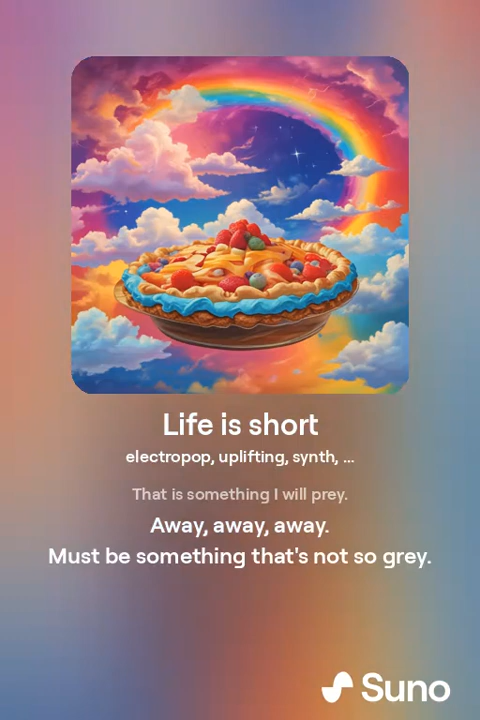 Life is short
electropop, uplifting, synth, ...
That is something I will prey.
Away, away, away.
Must be something that's not so grey.
Suno